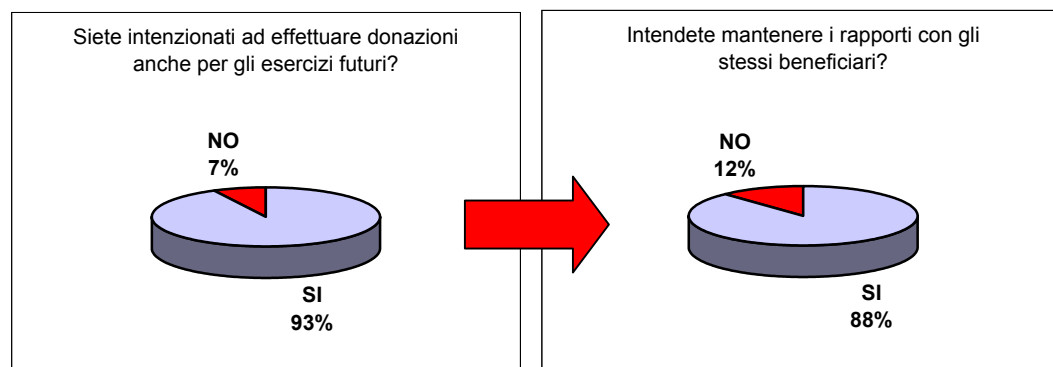 Siete intenzionati ad effettuare donazioni
anche per gli esercizi futuri?
NO
7%
SI
93%
Intendete mantenere i rapporti con gli
stessi beneficiari?
NO
12%
SI
88%